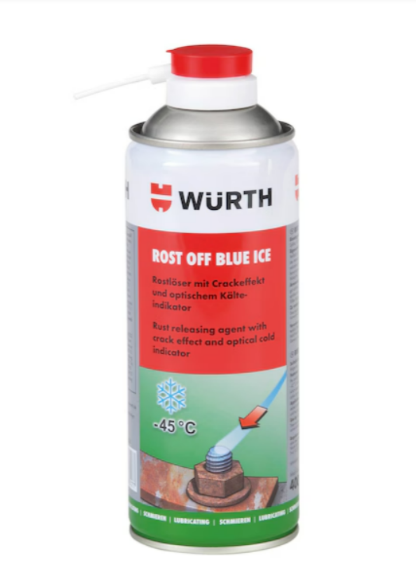 WÜRTH
ROST OFF BLUE ICE
Rostlöser mit Crackeffekt
und optischem Kälte-
indikator
Rust releasing agent with
crack effect and optical cold
indicator
-45 °C
SCHMIEREN | LUBRICATING | SCHMIEREN | LUBRICATING